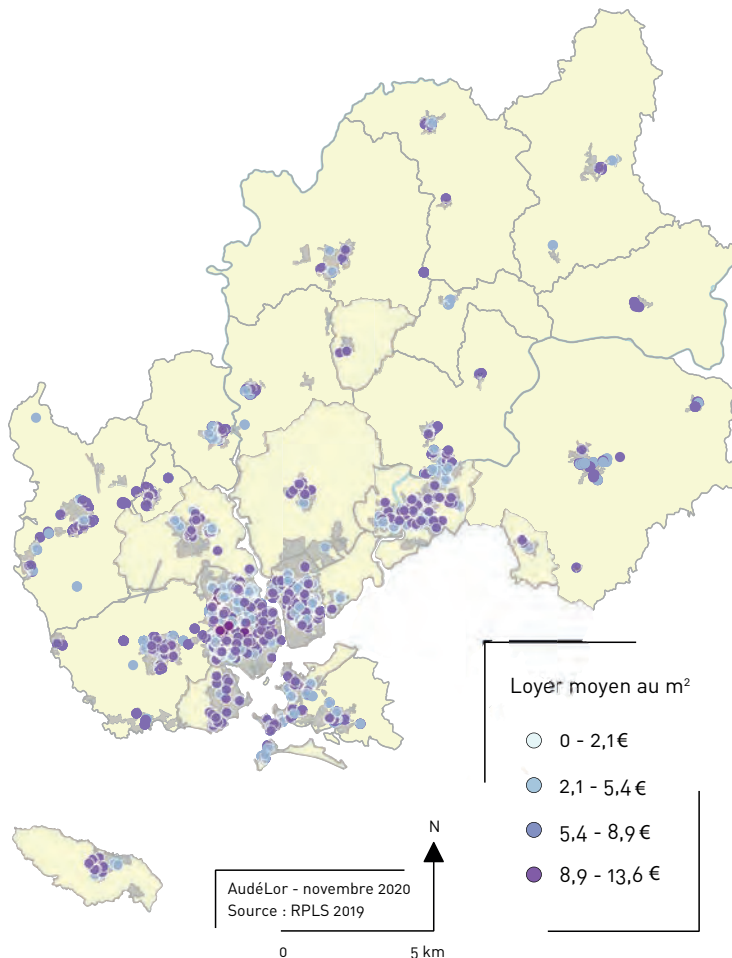 Loyer moyen au m²
0 - 2,1€
2,1 - 5,4 €
5,4 - 8,9 €
8,9 - 13,6 €
N
AudéLor - novembre 2020
Source : RPLS 2019
0 5 km